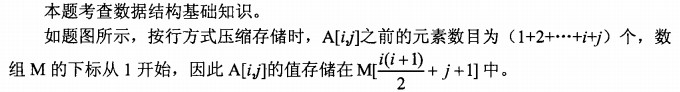 本题考查数据结构基础知识。
如题图所示，按行方式压缩存储时，A[i,j]之前的元素数目为（1+2+···+i+j）个，数
组 M 的下标从 1 开始，因此 A[i,j]的值存储在 M[i(i+1)/2+ j +1] 中。